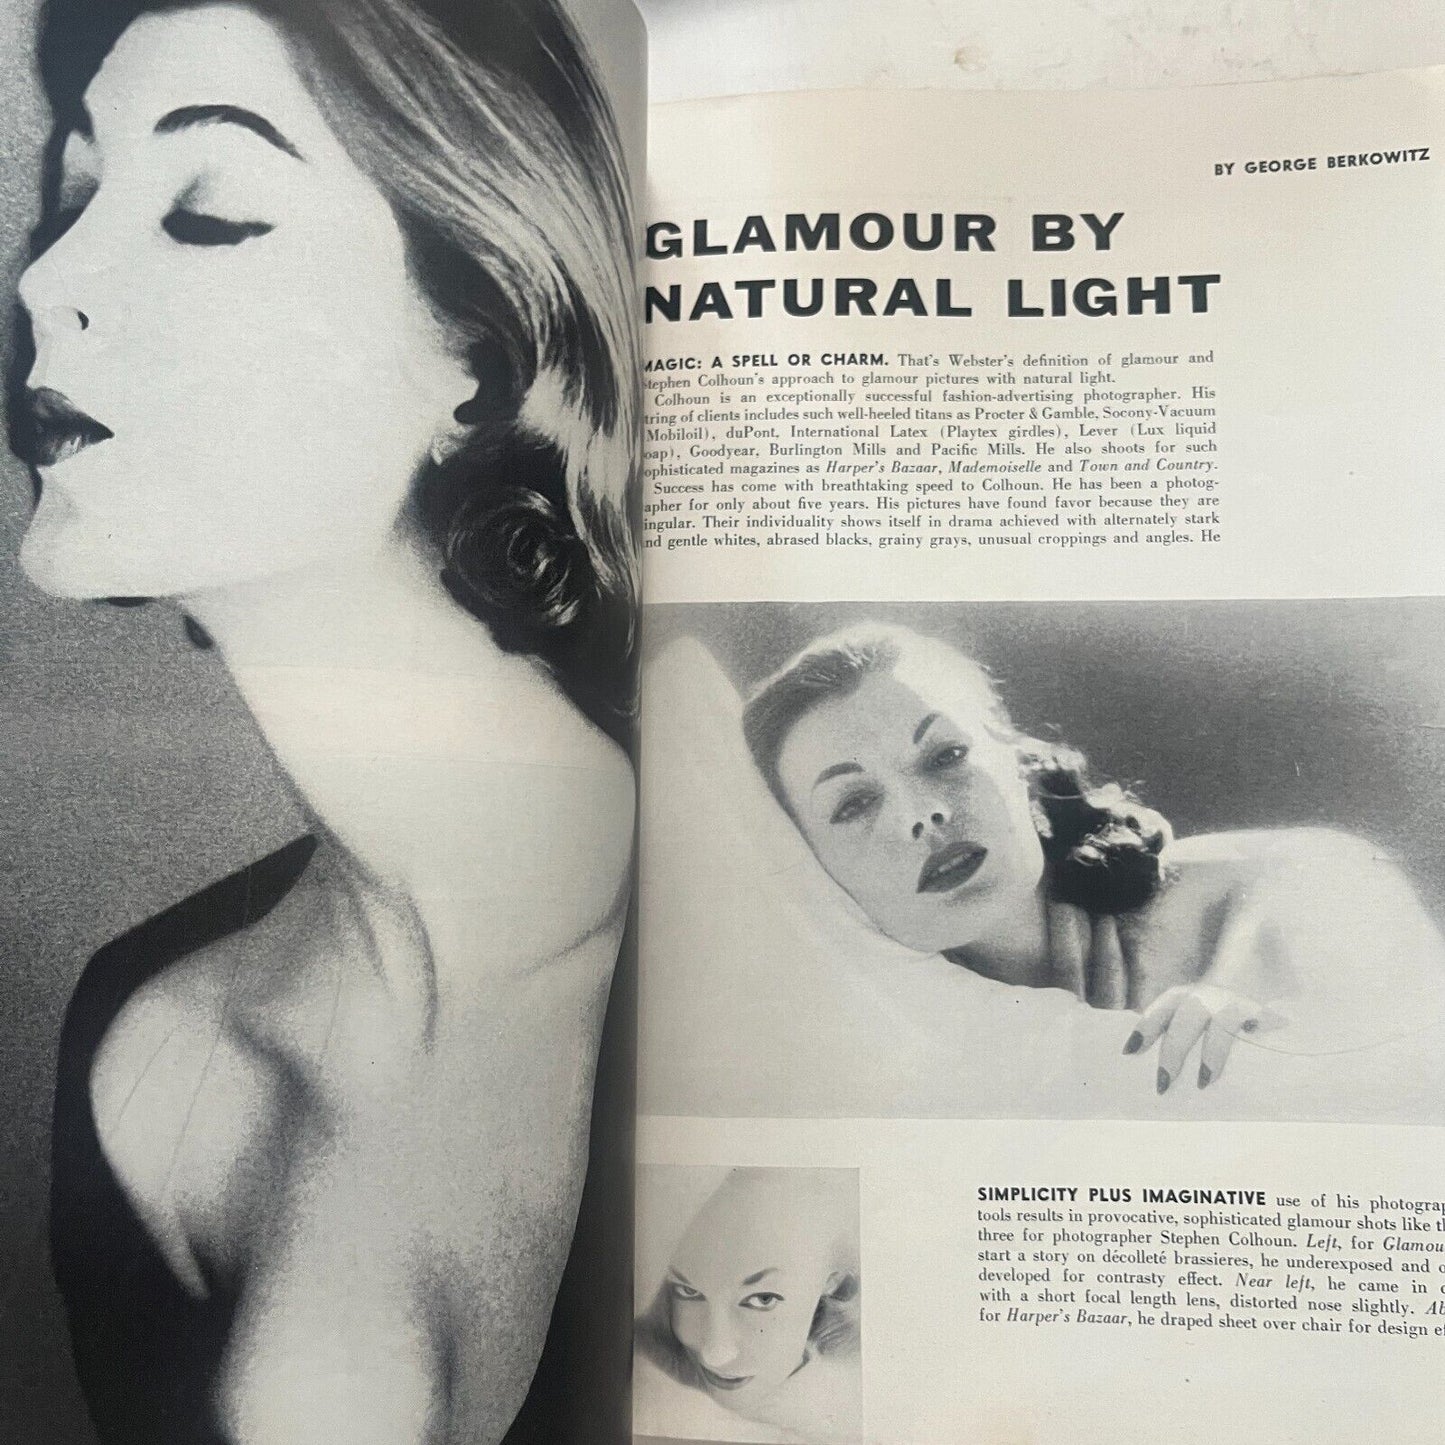 BY GEORGE BERKOWITZ
GLAMOUR BY
NATURAL LIGHT
MAGIC: A SPELL OR CHARM. That's Webster's definition of glamour and
Stephen Colhoun's approach to glamour pictures with natural light.
Colhoun is an exceptionally successful fashion-advertising photographer. His
tring of clients includes such well-heeled titans as Procter & Gamble, Socony-Vacuum
(Mobiloil), duPont, International Latex (Playtex girdles), Lever (Lux liquid
oap), Goodyear, Burlington Mills and Pacific Mills. He also shoots for such
ophisticated magazines as Harper's Bazaar, Mademoiselle and Town and Country.
Success has come with breathtaking speed to Colhoun. He has been a photog-
apher for only about five years. His pictures have found favor because they are
ingular. Their individuality shows itself in drama achieved with alternately stark
nd gentle whites, abrased blacks, grainy grays, unusual croppings and angles. He
SIMPLICITY PLUS IMAGINATIVE use of his photograp
tools results in provocative, sophisticated glamour shots like th
three for photographer Stephen Colhoun. Left, for Glamou
start a story on décolleté brassieres, he underexposed and o
developed for contrasty effect. Near left, he came in c
with a short focal length lens, distorted nose slightly. Ab
for Harper's Bazaar, he draped sheet over chair for design ef